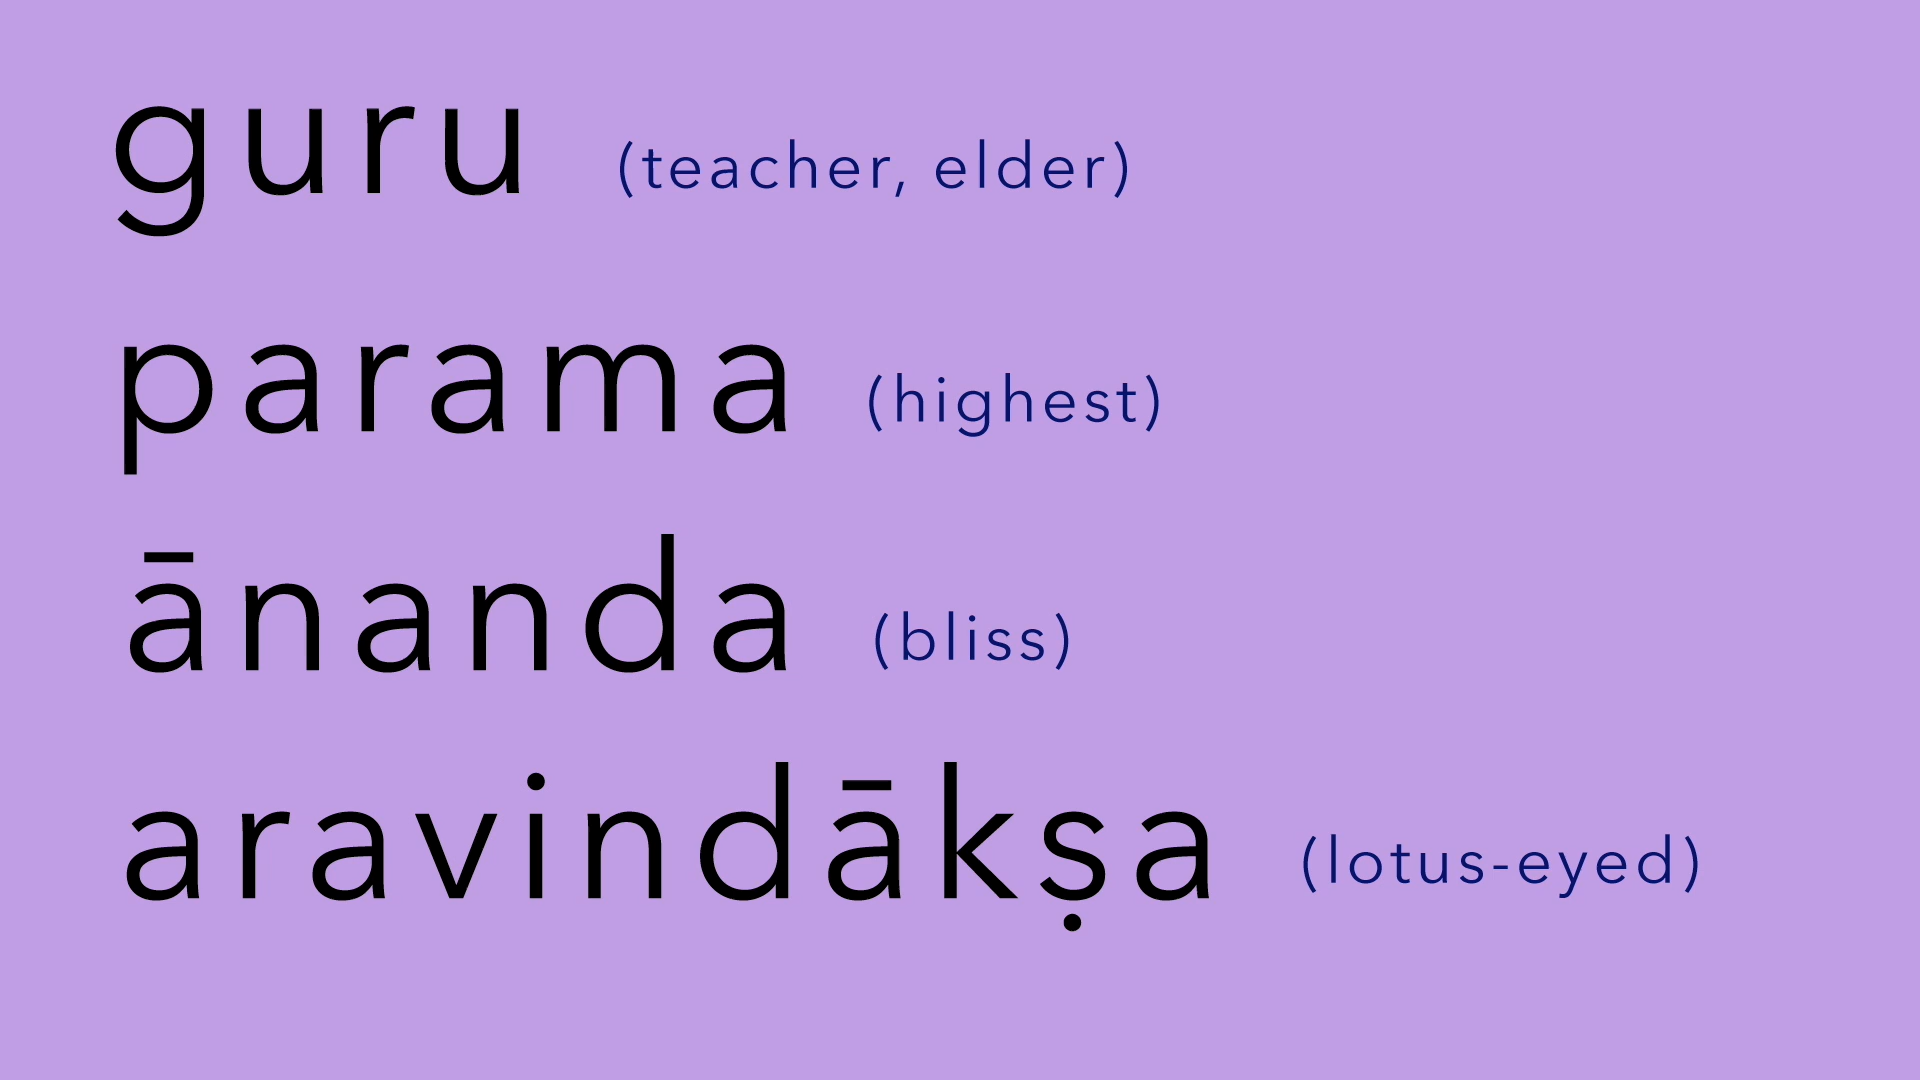 guru (teacher, elder)
parama (highest)
ānanda (bliss)
aravindākṣa (lotus-eyed)